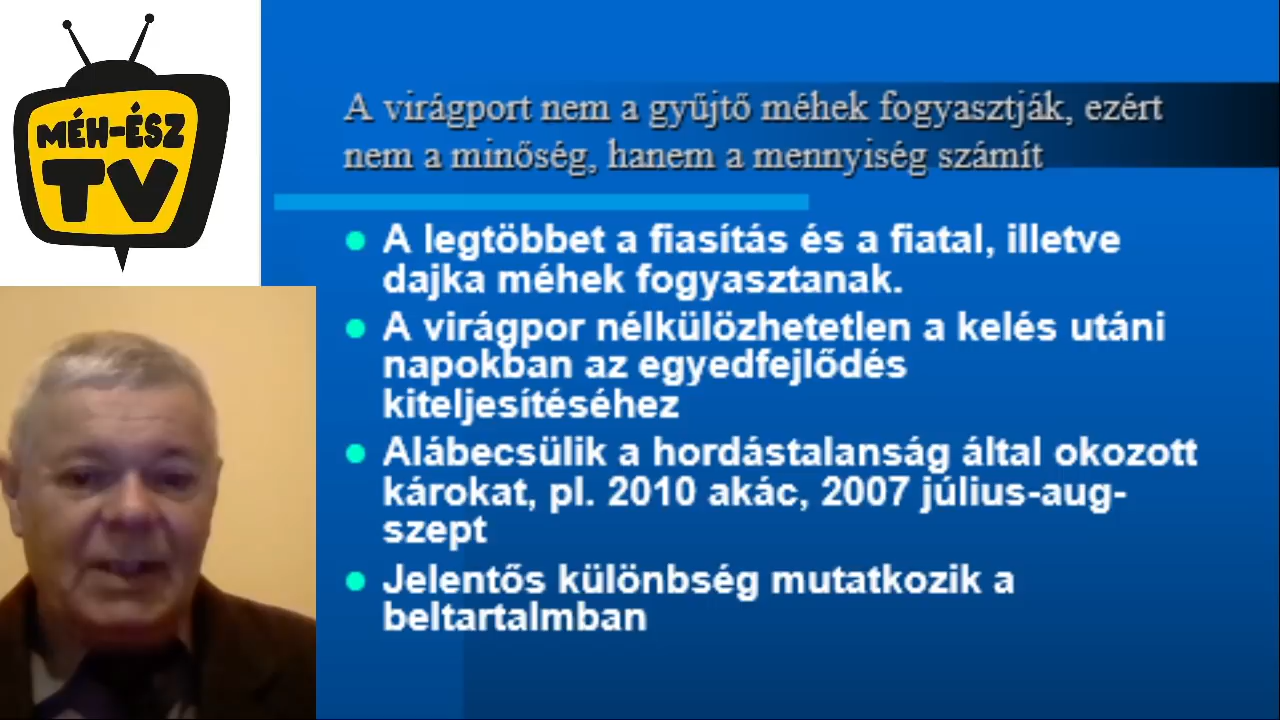 MÉH-ÉSZ
TV
A virágport nem a gyűjtő méhek fogyasztják, ezért
nem a minőség, hanem a mennyiség számít
A legtöbbet a fiasítás és a fiatal, illetve
dajka méhek fogyasztanak.
A virágpor nélkülözhetetlen a kelés utáni
napokban az egyedfejlődés
kiteljesítéséhez
Alábecsülik a hordástalanság által okozott
károkat, pl. 2010 akác, 2007 július-aug-
szept
Jelentős különbség mutatkozik a
beltartalmban